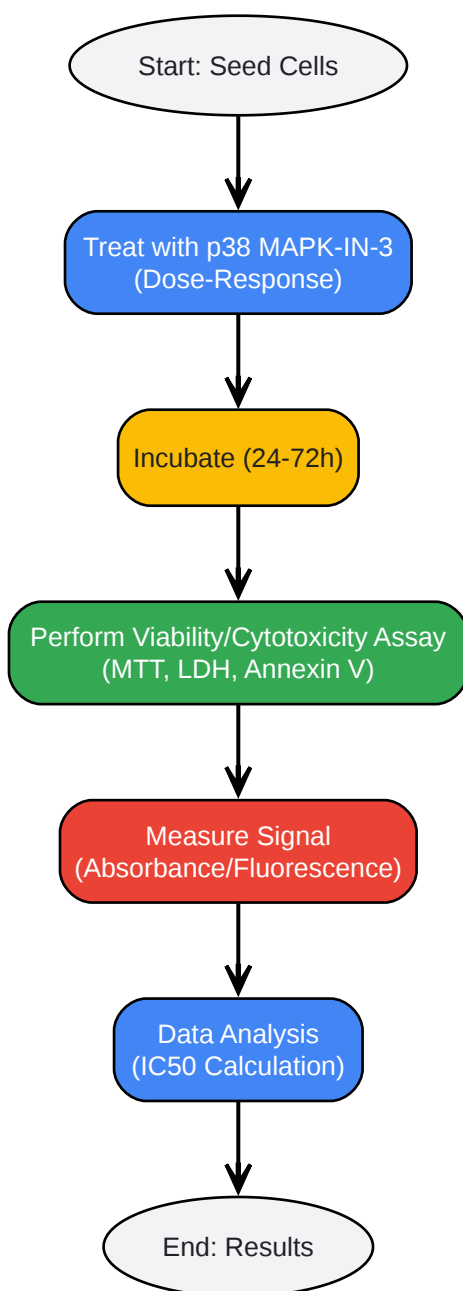 Start: Seed Cells
Treat with p38 MAPK-IN-3
(Dose-Response)
Incubate (24-72h)
Perform Viability/Cytotoxicity Assay
(MTT, LDH, Annexin V)
Measure Signal
(Absorbance/Fluorescence)
Data Analysis
(IC50 Calculation)
End: Results